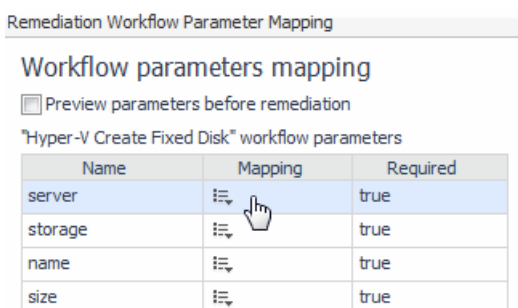 Remediation Workflow Parameter Mapping
Workflow parameters mapping
Preview parameters before remediation
"Hyper-V Create Fixed Disk" workflow parameters
Name Mapping Required
server true
storage true
name true
size true